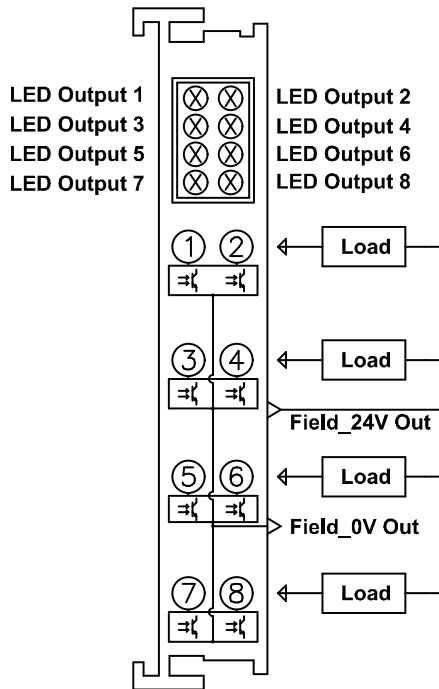 LED Output 1 LED Output 2
LED Output 3 LED Output 4
LED Output 5 LED Output 6
LED Output 7 LED Output 8
1 2 Load
3 4 Load
Field_24V Out
5 6 Load
Field_0V Out
7 8 Load